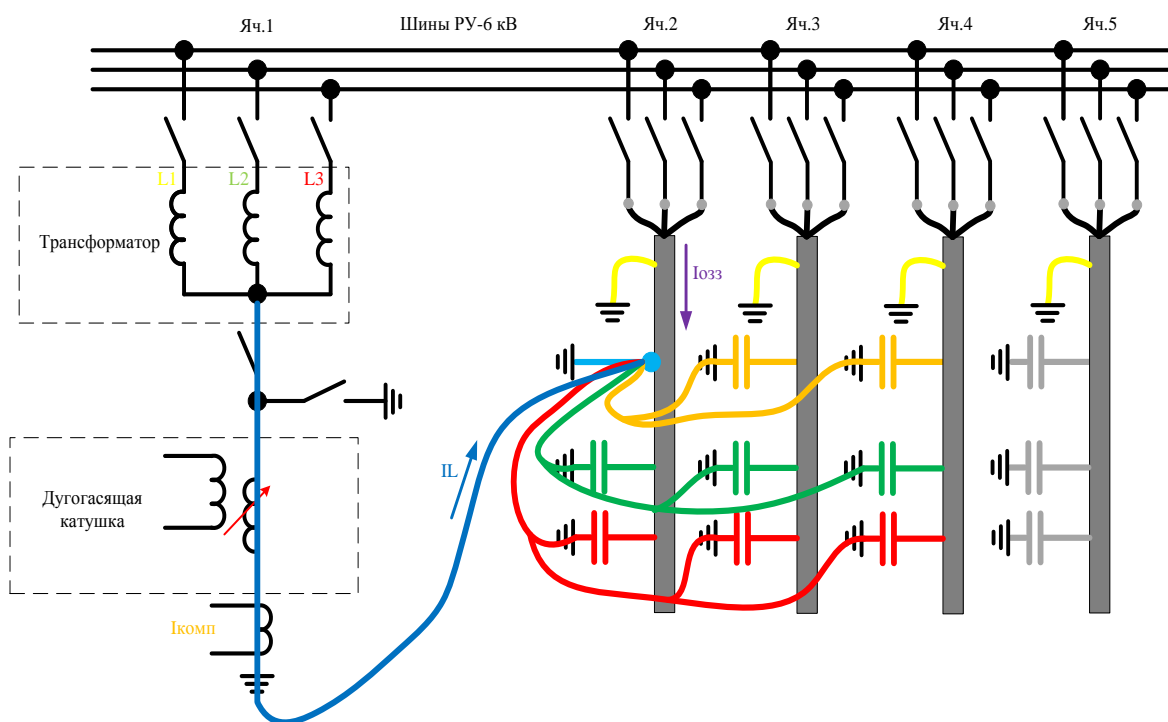 Яч.1
Шины РУ-6 кВ
Яч.2
Яч.3
Яч.4
Яч.5
L1
L2
L3
Трансформатор
Iозз
IL
Дугогасящая
катушка
Iкомп